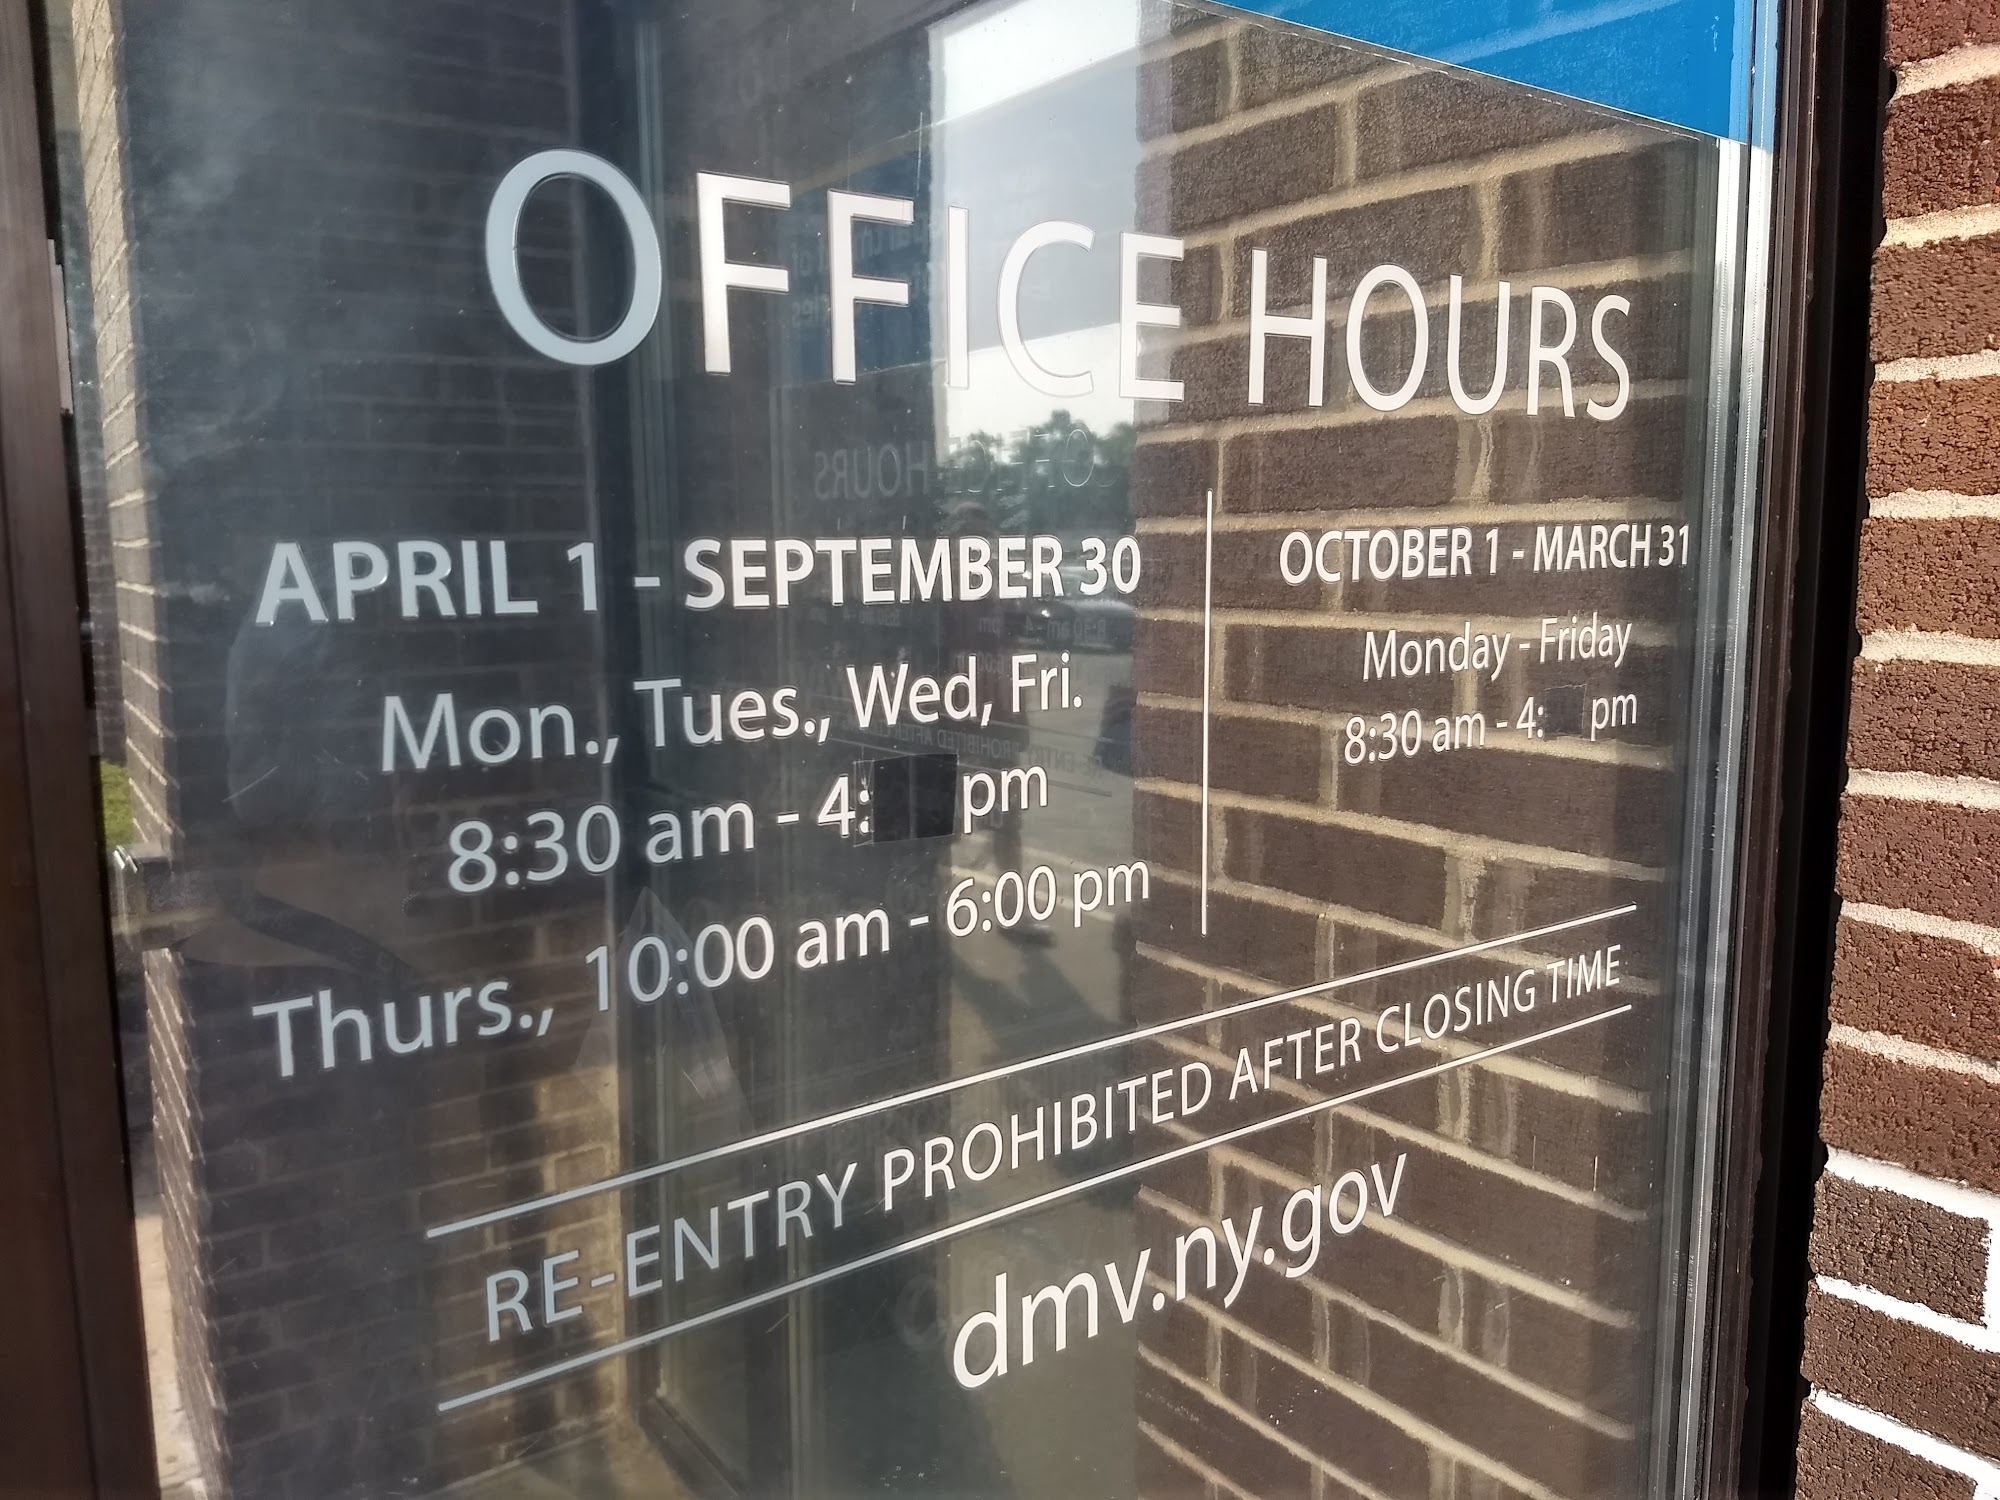 OFFICE HOURS
APRIL 1 - SEPTEMBER 30
Mon., Tues., Wed, Fri.
8:30 am - 4: pm
Thurs., 10:00 am - 6:00 pm
OCTOBER 1 - MARCH 31
Monday - Friday
8:30 am - 4: pm
RE-ENTRY PROHIBITED AFTER CLOSING TIME
dmv.ny.gov